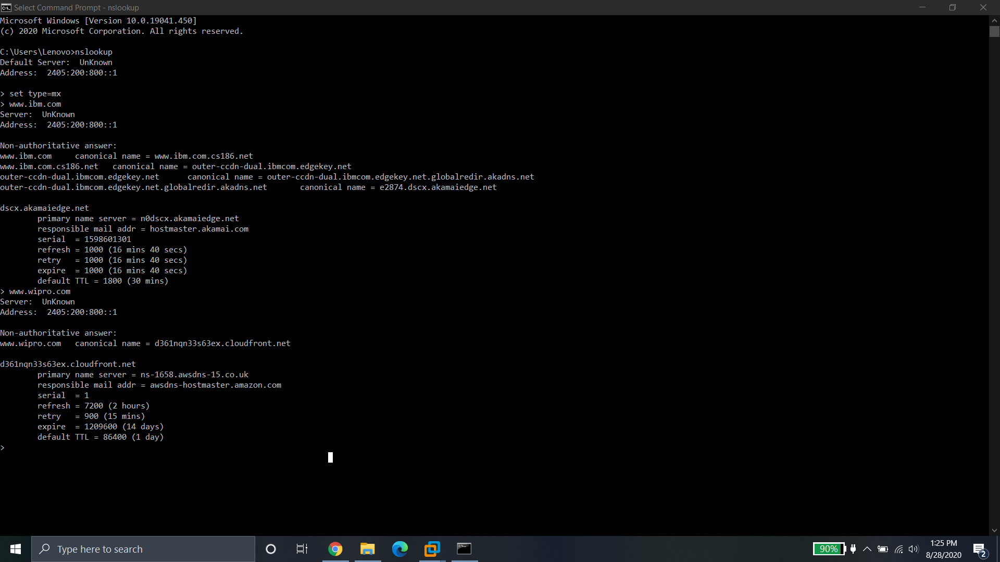 Select Command Prompt - nslookup
Microsoft Windows [Version 10.0.19041.450]
(c) 2020 Microsoft Corporation. All rights reserved.
C:\Users\Lenovo>nslookup
Default Server:  UnKnown
Address:  2405:200:800::1
> set type=mx
> www.ibm.com
Server:  UnKnown
Address:  2405:200:800::1
Non-authoritative answer:
www.ibm.com     canonical name = www.ibm.com.cs186.net
www.ibm.com.cs186.net   canonical name = outer-ccdn-dual.ibmcom.edgekey.net
outer-ccdn-dual.ibmcom.edgekey.net      canonical name = outer-ccdn-dual.ibmcom.edgekey.net.globalredir.akadns.net
outer-ccdn-dual.ibmcom.edgekey.net.globalredir.akadns.net       canonical name = e2874.dscx.akamaiedge.net
dscx.akamaiedge.net
        primary name server = n0dscx.akamaiedge.net
        responsible mail addr = hostmaster.akamai.com
        serial  = 1598601301
        refresh = 1000 (16 mins 40 secs)
        retry   = 1000 (16 mins 40 secs)
        expire  = 1000 (16 mins 40 secs)
        default TTL = 1800 (30 mins)
> www.wipro.com
Server:  UnKnown
Address:  2405:200:800::1
Non-authoritative answer:
www.wipro.com   canonical name = d361nqn33s63ex.cloudfront.net
d361nqn33s63ex.cloudfront.net
        primary name server = ns-1658.awsdns-15.co.uk
        responsible mail addr = awsdns-hostmaster.amazon.com
        serial  = 1
        refresh = 7200 (2 hours)
        retry   = 900 (15 mins)
        expire  = 1209600 (14 days)
        default TTL = 86400 (1 day)
>
Type here to search
90%
1:25 PM
8/28/2020
2